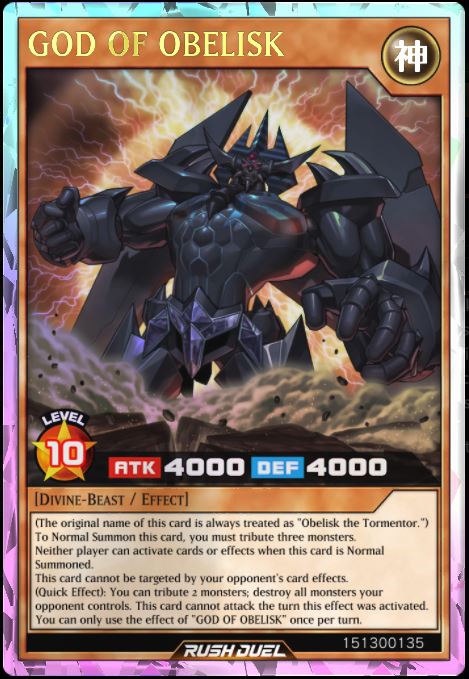 GOD OF OBELISK
神
LEVEL
10
ATK 4000 DEF 4000
[DIVINE-BEAST / EFFECT]
(The original name of this card is always treated as "Obelisk the Tormentor.")
To Normal Summon this card, you must tribute three monsters.
Neither player can activate cards or effects when this card is Normal
Summoned.
This card cannot be targeted by your opponent's card effects.
(Quick Effect): You can tribute 2 monsters; destroy all monsters your
opponent controls. This card cannot attack the turn this effect was activated.
You can only use the effect of "GOD OF OBELISK" once per turn.
151300135
RUSH DUEL